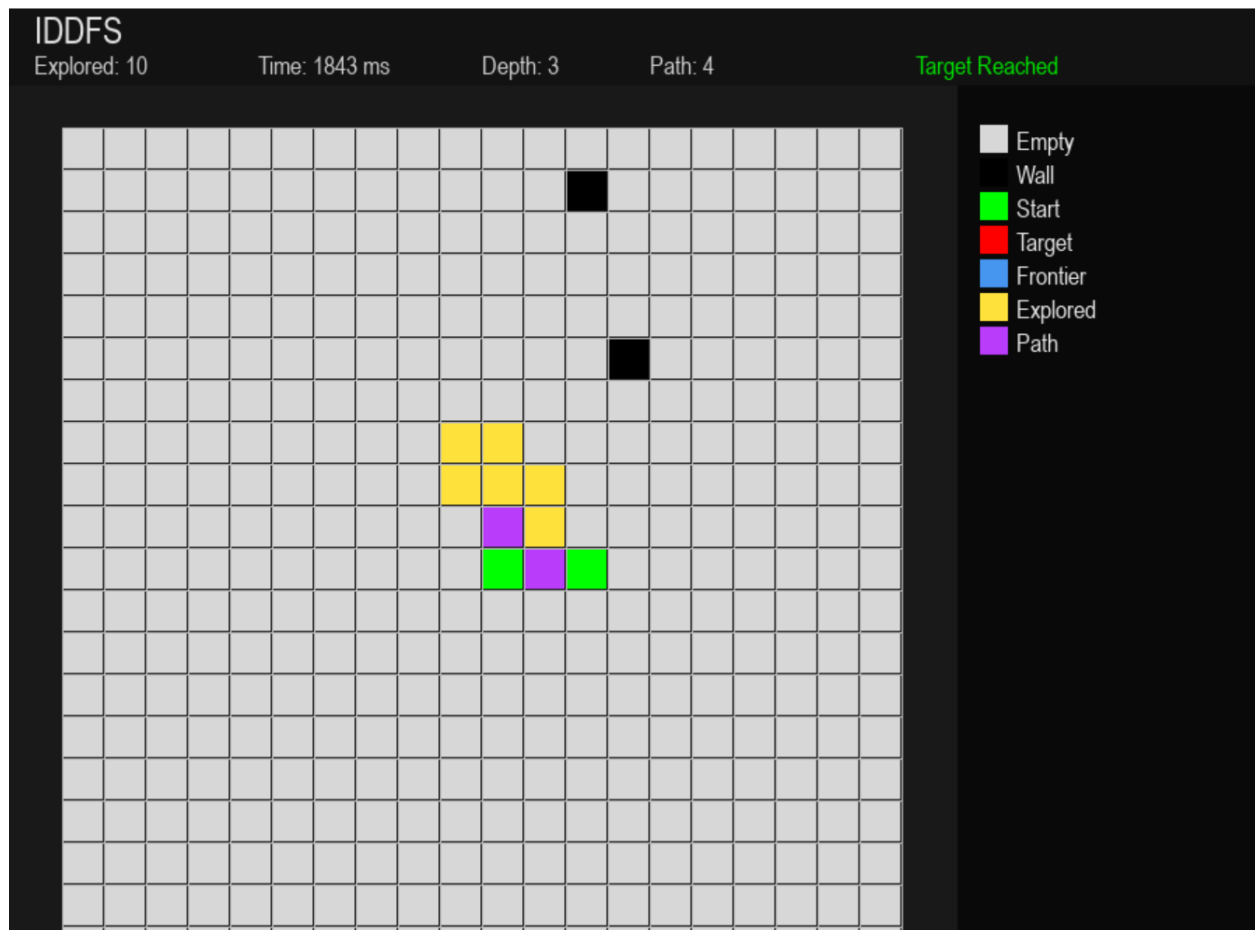 IDDFS
Explored: 10 Time: 1843 ms Depth: 3 Path: 4 Target Reached
Empty
Wall
Start
Target
Frontier
Explored
Path